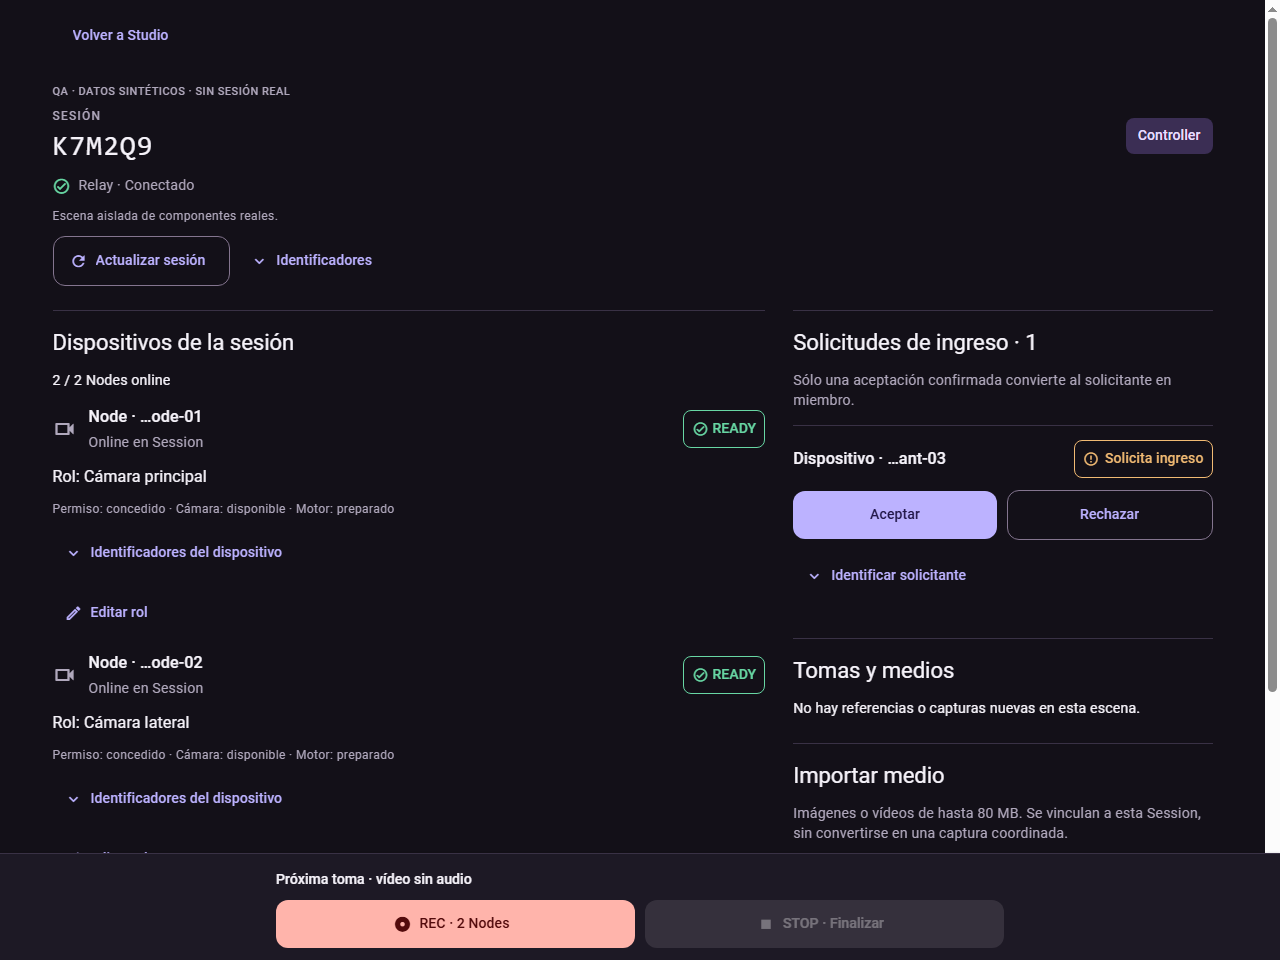 Volver a Studio
QA · DATOS SINTÉTICOS · SIN SESIÓN REAL
SESIÓN
K7M2Q9
Controller
Relay · Conectado
Escena aislada de componentes reales.
Actualizar sesión
Identificadores
Dispositivos de la sesión
2 / 2 Nodes online
Node · …ode-01
Online en Session
READY
Rol: Cámara principal
Permiso: concedido · Cámara: disponible · Motor: preparado
Identificadores del dispositivo
Editar rol
Node · …ode-02
Online en Session
READY
Rol: Cámara lateral
Permiso: concedido · Cámara: disponible · Motor: preparado
Identificadores del dispositivo
Solicitudes de ingreso · 1
Sólo una aceptación confirmada convierte al solicitante en
miembro.
Dispositivo · …ant-03
Solicita ingreso
Aceptar
Rechazar
Identificar solicitante
Tomas y medios
No hay referencias o capturas nuevas en esta escena.
Importar medio
Imágenes o vídeos de hasta 80 MB. Se vinculan a esta Session,
sin convertirse en una captura coordinada.
Próxima toma · vídeo sin audio
REC · 2 Nodes
STOP · Finalizar